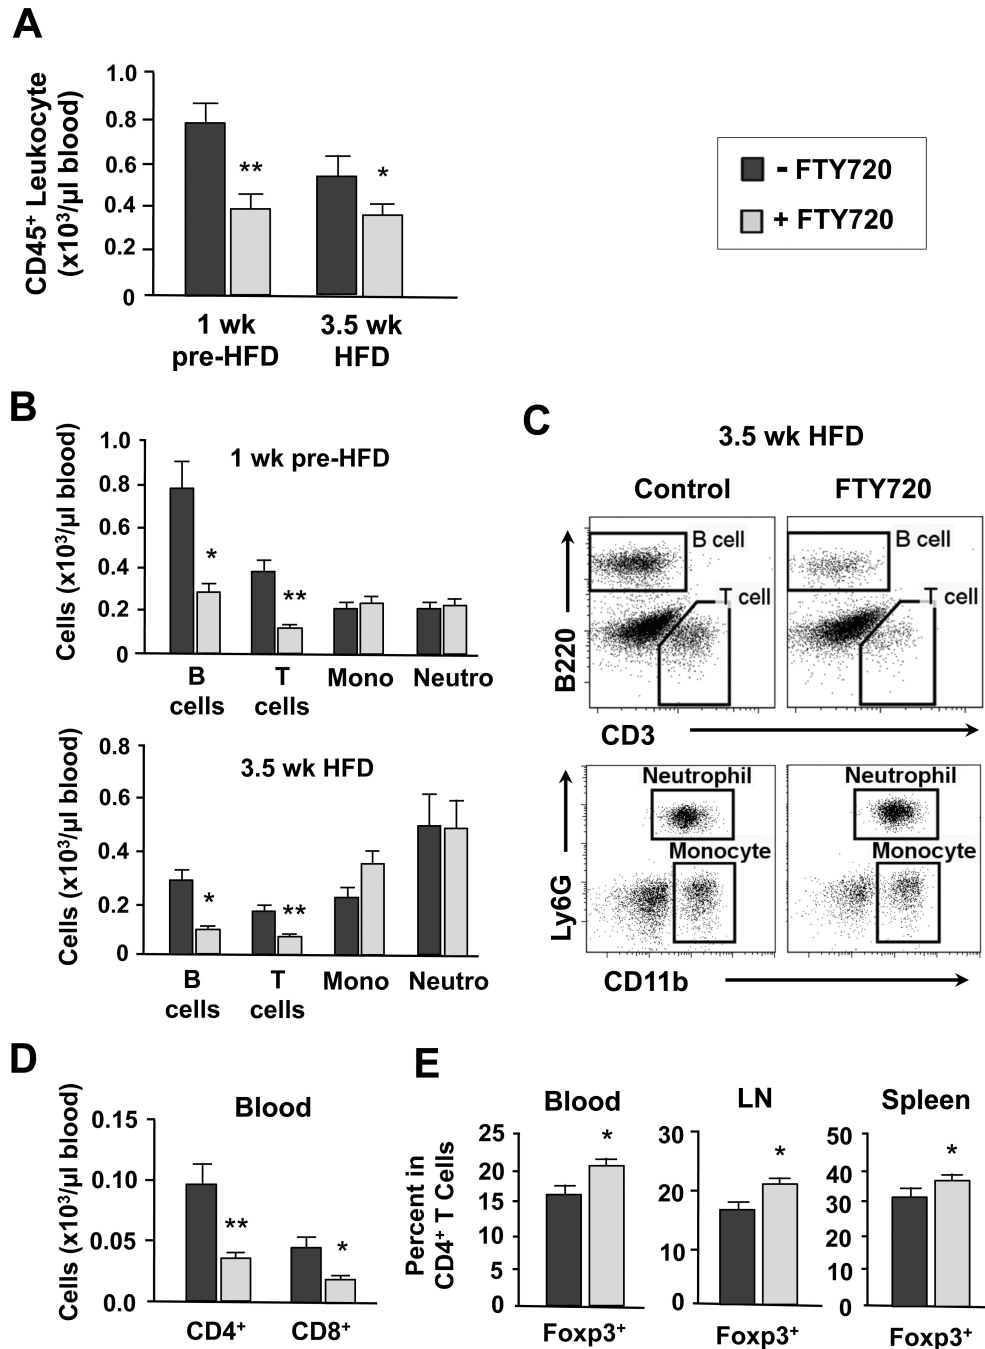 A
CD45⁺ Leukocyte
(x10³/µl blood)
1.0
0.8
0.6
0.4
0.2
0
**
*
1 wk
pre-HFD
3.5 wk
HFD
- FTY720
+ FTY720
B
Cells (x10³/µl blood)
1.0
0.8
0.6
0.4
0.2
0
1 wk pre-HFD
*
**
B
cells
T
cells
Mono
Neutro
Cells (x10³/µl blood)
0.8
0.6
0.4
0.2
0
3.5 wk HFD
*
**
B
cells
T
cells
Mono
Neutro
C
3.5 wk HFD
Control
FTY720
B cell
T cell
B cell
T cell
B220
CD3
Neutrophil
Monocyte
Neutrophil
Monocyte
Ly6G
CD11b
D
Blood
Cells (x10³/µl blood)
0.15
0.10
0.05
0.0
**
*
CD4⁺
CD8⁺
E
Percent in
CD4⁺ T Cells
Blood
25
20
15
10
5
0
*
Foxp3⁺
LN
30
20
10
0
*
Foxp3⁺
Spleen
50
40
30
20
10
0
*
Foxp3⁺